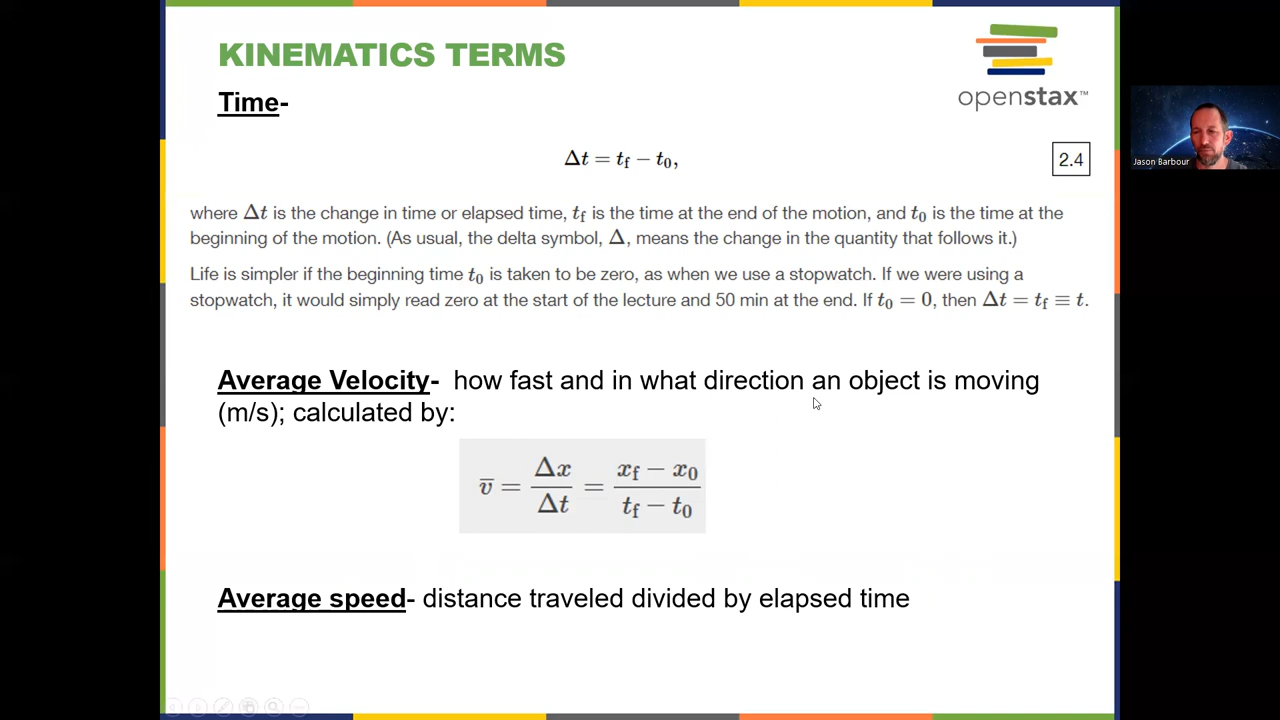 KINEMATICS TERMS
openstax™
Time-
Jason Barbour
Δt = t_f − t_0,
2.4
where Δt is the change in time or elapsed time, t_f is the time at the end of the motion, and t_0 is the time at the
beginning of the motion. (As usual, the delta symbol, Δ, means the change in the quantity that follows it.)
Life is simpler if the beginning time t_0 is taken to be zero, as when we use a stopwatch. If we were using a
stopwatch, it would simply read zero at the start of the lecture and 50 min at the end. If t_0 = 0, then Δt = t_f ≡ t.
Average Velocity- how fast and in what direction an object is moving
(m/s); calculated by:
v̅ = Δx/Δt = (x_f − x_0)/(t_f − t_0)
Average speed- distance traveled divided by elapsed time